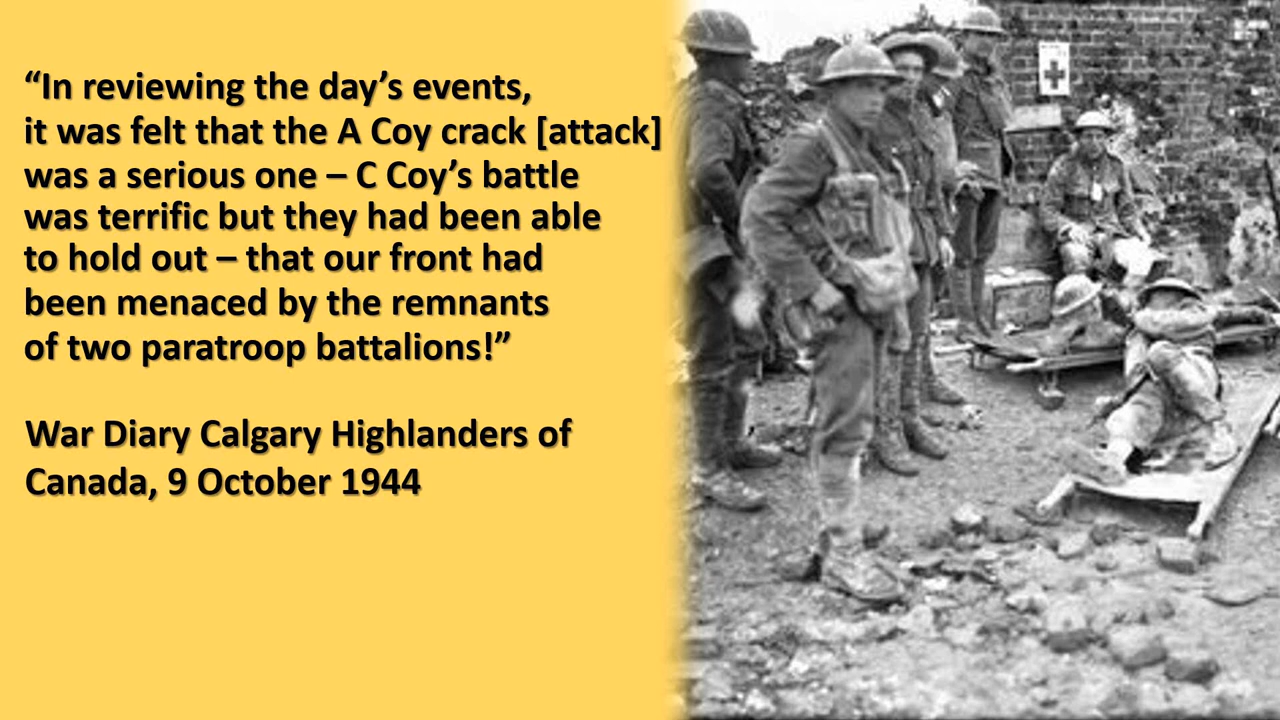 “In reviewing the day’s events,
it was felt that the A Coy crack [attack]
was a serious one – C Coy’s battle
was terrific but they had been able
to hold out – that our front had
been menaced by the remnants
of two paratroop battalions!”
War Diary Calgary Highlanders of
Canada, 9 October 1944